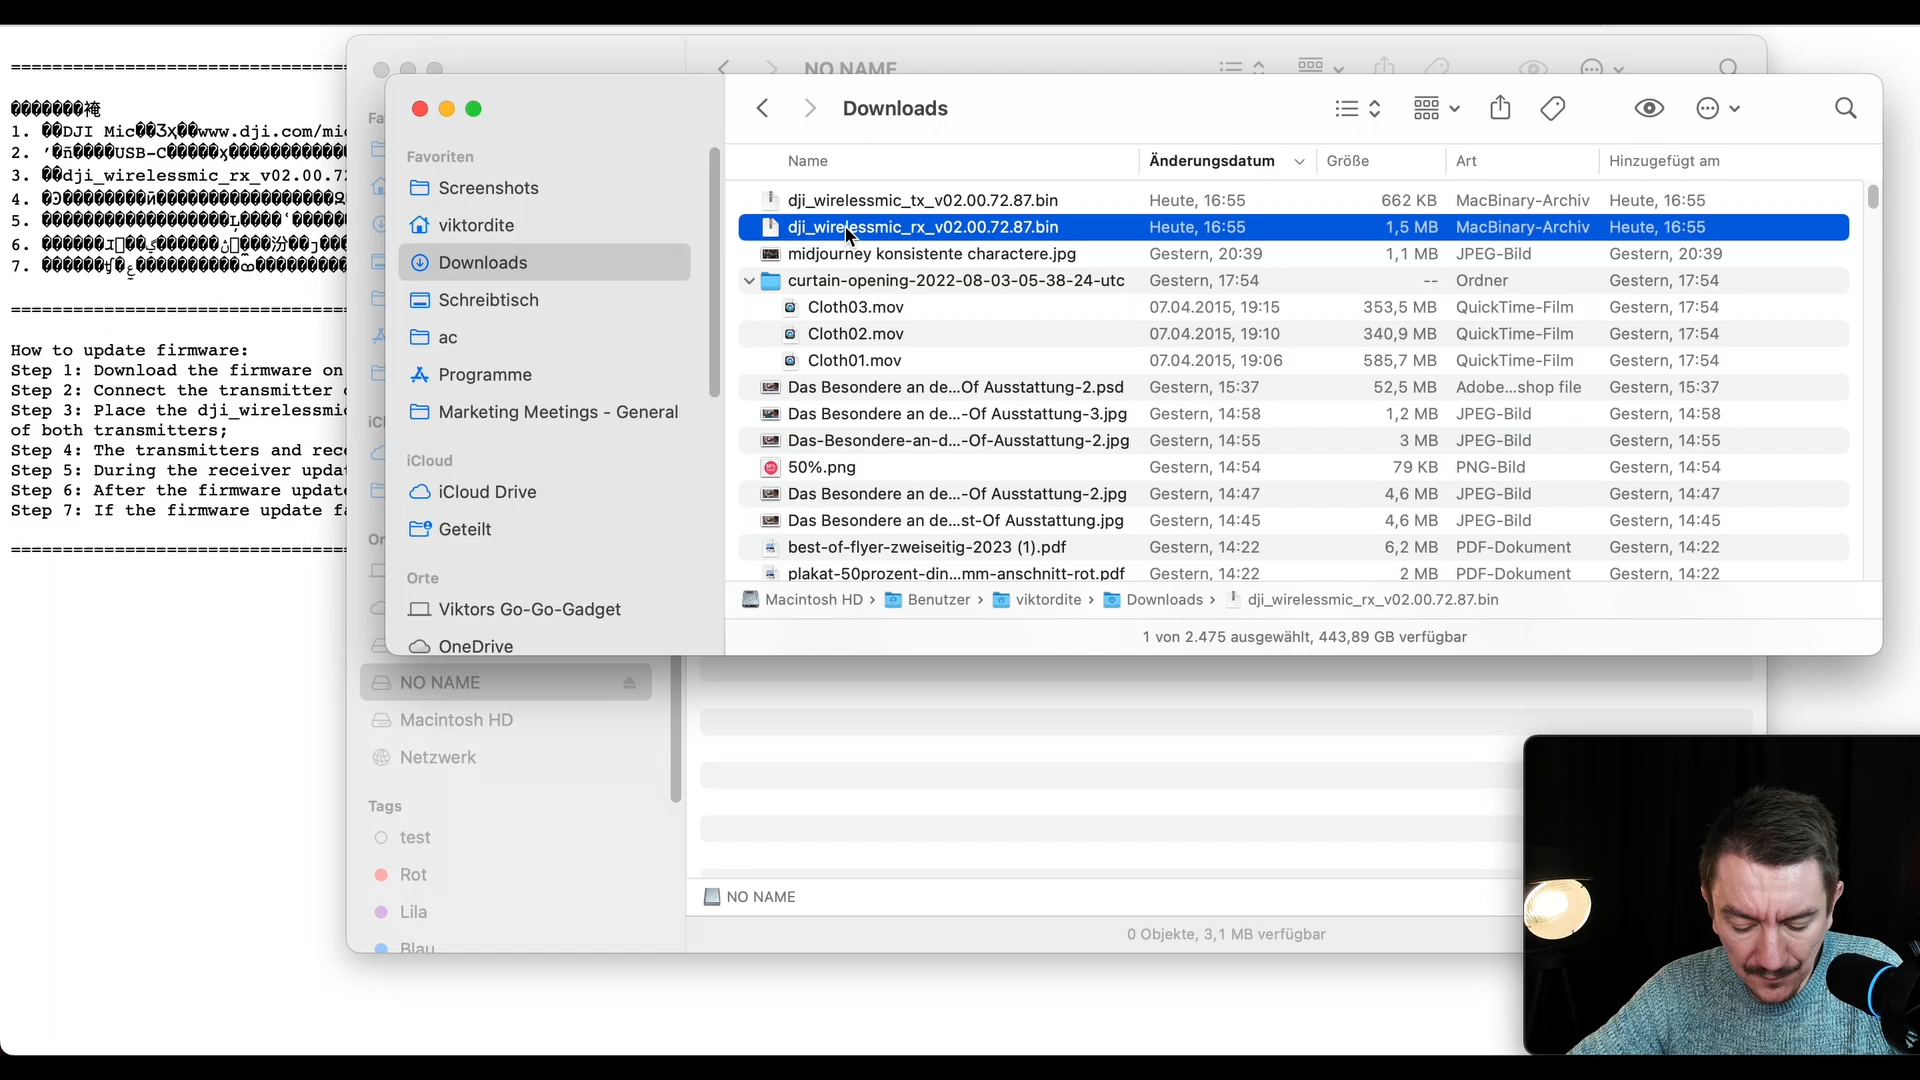 How to update firmware:
Step 1: Download the firmware on
Step 2: Connect the transmitter
Step 3: Place the dji_wirelessmic
of both transmitters;
Step 4: The transmitters and rece
Step 5: During the receiver updat
Step 6: After the firmware update
Step 7: If the firmware update fa
NO NAME
Downloads
Favoriten
Screenshots
viktordite
Downloads
Schreibtisch
ac
Programme
Marketing Meetings - General
iCloud
iCloud Drive
Geteilt
Orte
Viktors Go-Go-Gadget
OneDrive
Name Änderungsdatum Größe Art Hinzugefügt am
dji_wirelessmic_tx_v02.00.72.87.bin Heute, 16:55 662 KB MacBinary-Archiv Heute, 16:55
dji_wirelessmic_rx_v02.00.72.87.bin Heute, 16:55 1,5 MB MacBinary-Archiv Heute, 16:55
midjourney konsistente charactere.jpg Gestern, 20:39 1,1 MB JPEG-Bild Gestern, 20:39
curtain-opening-2022-08-03-05-38-24-utc Gestern, 17:54 -- Ordner Gestern, 17:54
Cloth03.mov 07.04.2015, 19:15 353,5 MB QuickTime-Film Gestern, 17:54
Cloth02.mov 07.04.2015, 19:10 340,9 MB QuickTime-Film Gestern, 17:54
Cloth01.mov 07.04.2015, 19:06 585,7 MB QuickTime-Film Gestern, 17:54
Das Besondere an de...Of Ausstattung-2.psd Gestern, 15:37 52,5 MB Adobe...shop file Gestern, 15:37
Das Besondere an de...-Of Ausstattung-3.jpg Gestern, 14:58 1,2 MB JPEG-Bild Gestern, 14:58
Das-Besondere-an-d...-Of-Ausstattung-2.jpg Gestern, 14:55 3 MB JPEG-Bild Gestern, 14:55
50%.png Gestern, 14:54 79 KB PNG-Bild Gestern, 14:54
Das Besondere an de...-Of Ausstattung-2.jpg Gestern, 14:47 4,6 MB JPEG-Bild Gestern, 14:47
Das Besondere an de...st-Of Ausstattung.jpg Gestern, 14:45 4,6 MB JPEG-Bild Gestern, 14:45
best-of-flyer-zweiseitig-2023 (1).pdf Gestern, 14:22 6,2 MB PDF-Dokument Gestern, 14:22
plakat-50prozent-din...mm-anschnitt-rot.pdf Gestern, 14:22 2 MB PDF-Dokument Gestern, 14:22
Macintosh HD › Benutzer › viktordite › Downloads › dji_wirelessmic_rx_v02.00.72.87.bin
1 von 2.475 ausgewählt, 443,89 GB verfügbar
NO NAME
Macintosh HD
Netzwerk
Tags
test
Rot
Lila
Blau
NO NAME
0 Objekte, 3,1 MB verfügbar